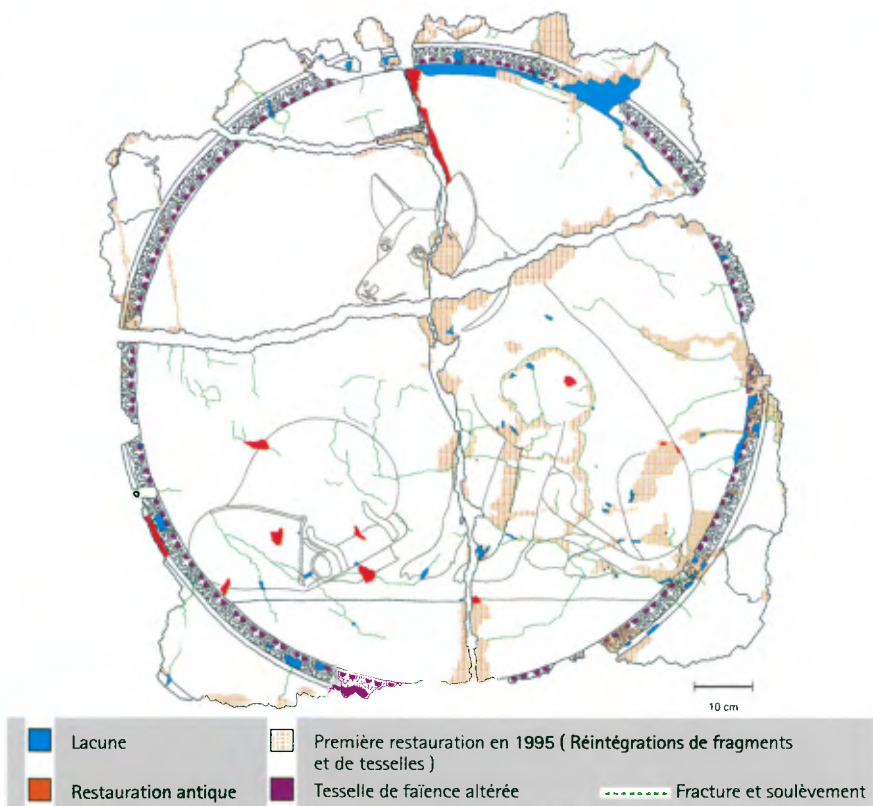 10 cm
Lacune
Première restauration en 1995 ( Réintégrations de fragments
et de tesselles )
Restauration antique
Tesselle de faïence altérée
Fracture et soulèvement